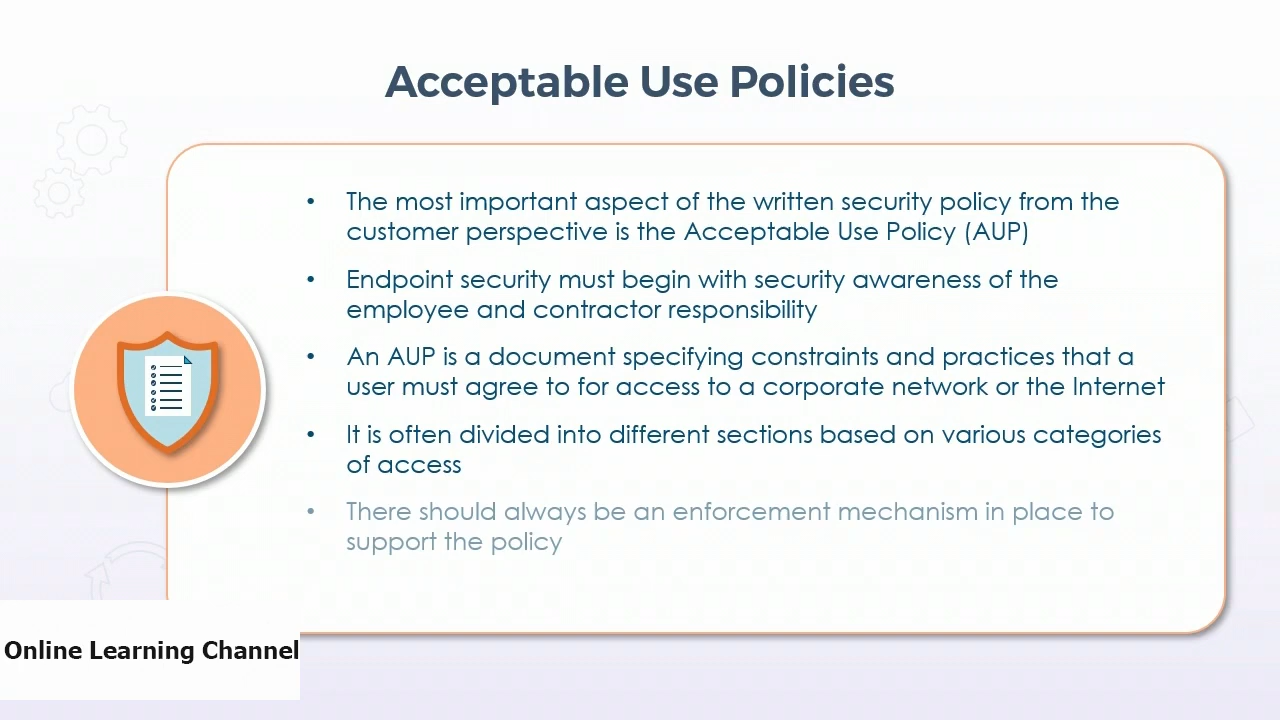 Acceptable Use Policies
• The most important aspect of the written security policy from the
customer perspective is the Acceptable Use Policy (AUP)
• Endpoint security must begin with security awareness of the
employee and contractor responsibility
• An AUP is a document specifying constraints and practices that a
user must agree to for access to a corporate network or the Internet
• It is often divided into different sections based on various categories
of access
• There should always be an enforcement mechanism in place to
support the policy
Online Learning Channel